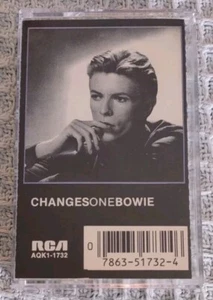 CHANGESONEBOWIE
RCA
AQK1-1732
0
7863-51732-4